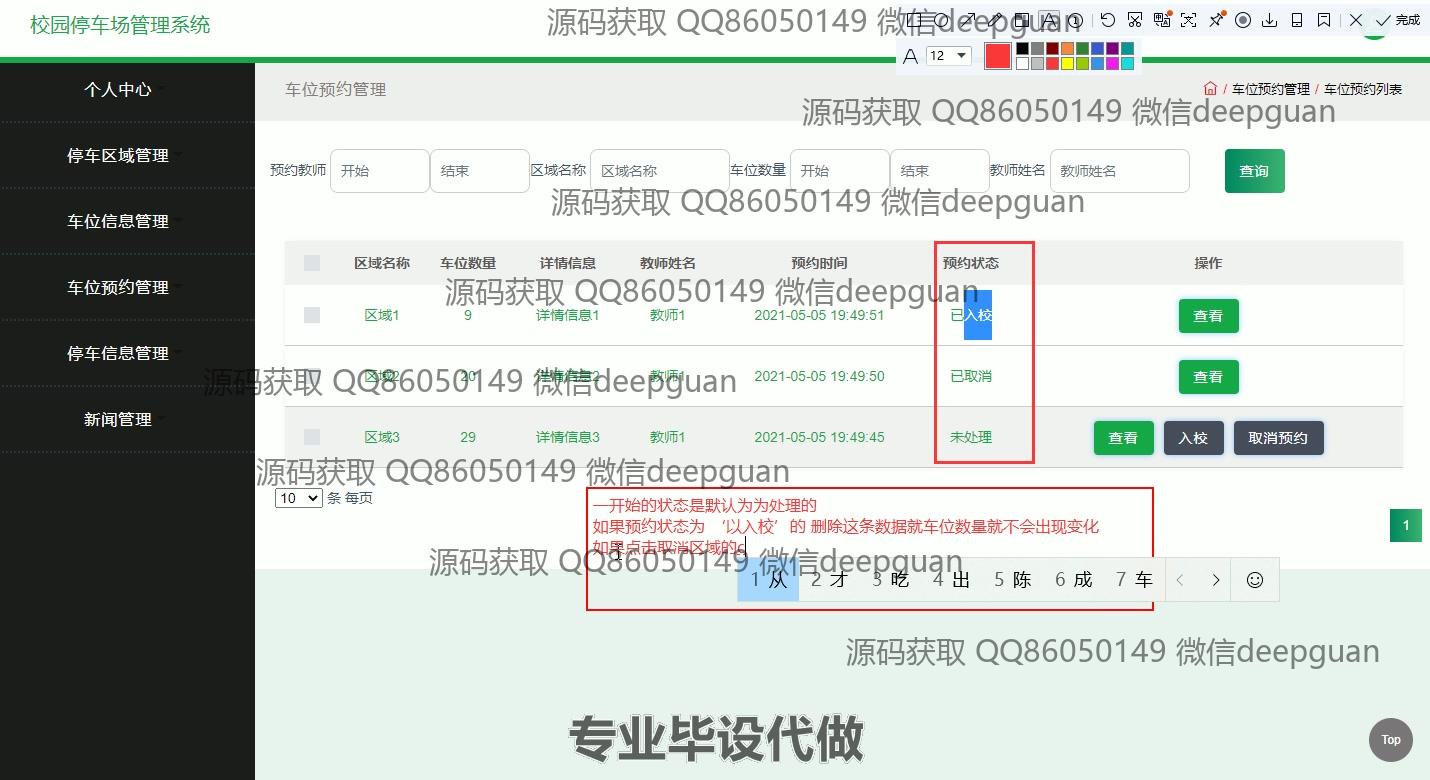 校园停车场管理系统
源码获取 QQ86050149 微信deepguan
完成
A 12
个人中心
停车区域管理
车位信息管理
车位预约管理
停车信息管理
新闻管理
车位预约管理
/ 车位预约管理 / 车位预约列表
源码获取 QQ86050149 微信deepguan
预约教师 开始 结束 区域名称 区域名称 车位数量 开始 结束 教师姓名 教师姓名 查询
源码获取 QQ86050149 微信deepguan
区域名称 车位数量 详情信息 教师姓名 预约时间 预约状态 操作
源码获取 QQ86050149 微信deepguan
区域1 9 详情信息1 教师1 2021-05-05 19:49:51 已入校 查看
区域2 20 详情信息2 教师1 2021-05-05 19:49:50 已取消 查看
源码获取 QQ86050149 微信deepguan
区域3 29 详情信息3 教师1 2021-05-05 19:49:45 未处理 查看 入校 取消预约
源码获取 QQ86050149 微信deepguan
10 条 每页
一开始的状态是默认为为处理的
如果预约状态为 ‘以入校’的 删除这条数据就车位数量就不会出现变化
如果点击取消区域的c
1
源码获取 QQ86050149 微信deepguan
1 从 2 才 3 吃 4 出 5 陈 6 成 7 车
源码获取 QQ86050149 微信deepguan
专业毕设代做
Top